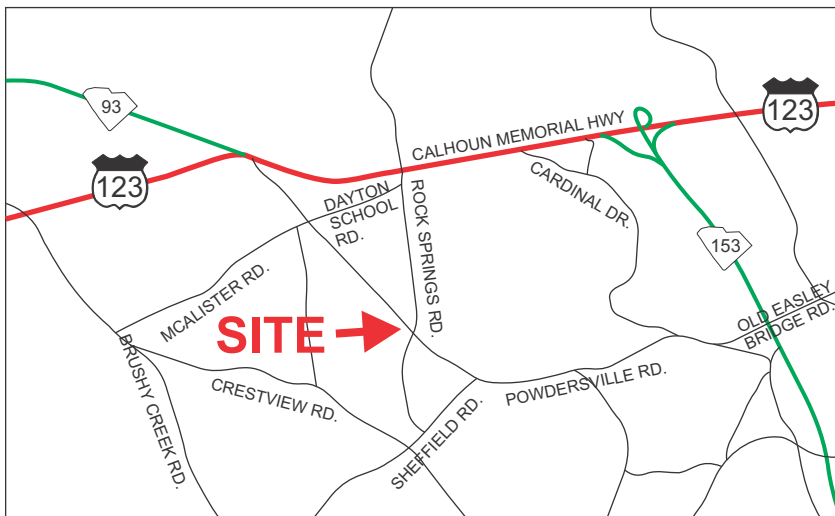 93
123
CALHOUN MEMORIAL HWY
123
DAYTON
SCHOOL
RD.
ROCK SPRINGS RD.
CARDINAL DR.
153
MCALISTER RD.
SITE
OLD EASLEY
BRIDGE RD.
BRUSHY CREEK RD.
CRESTVIEW RD.
SHEFFIELD RD.
POWDERSVILLE RD.